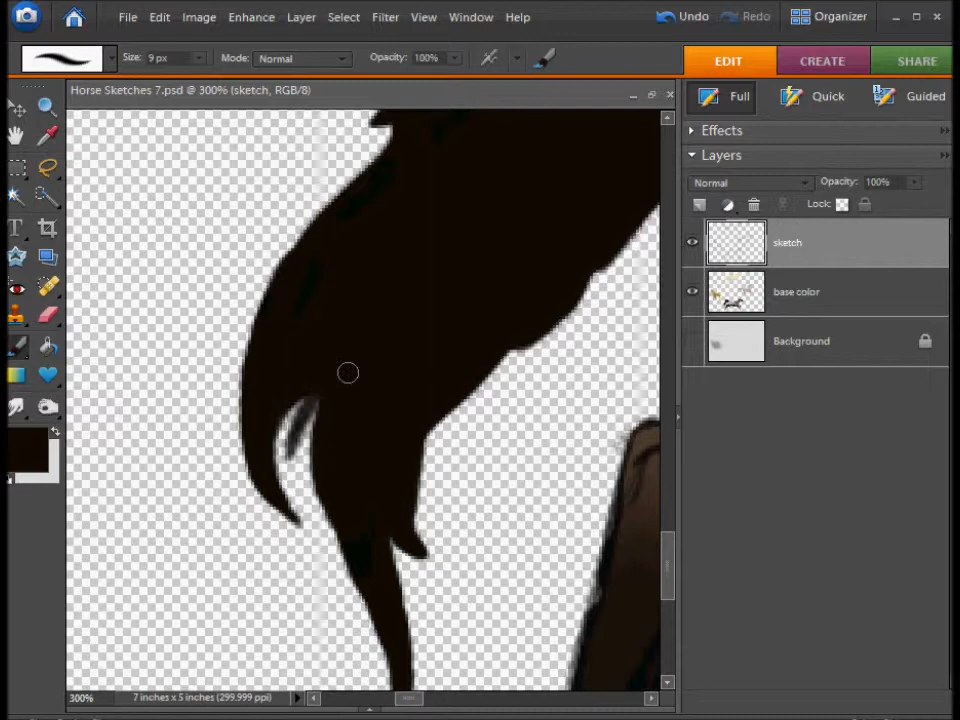 File Edit Image Enhance Layer Select Filter View Window Help Undo Redo Organizer
Size: 9 px Mode: Normal Opacity: 100% EDIT CREATE SHARE
Horse Sketches 7.psd @ 300% (sketch, RGB/8)
Full Quick Guided
Effects
Layers
Normal Opacity: 100%
Lock:
sketch
base color
Background
300% 7 inches x 5 inches (299.999 ppi)